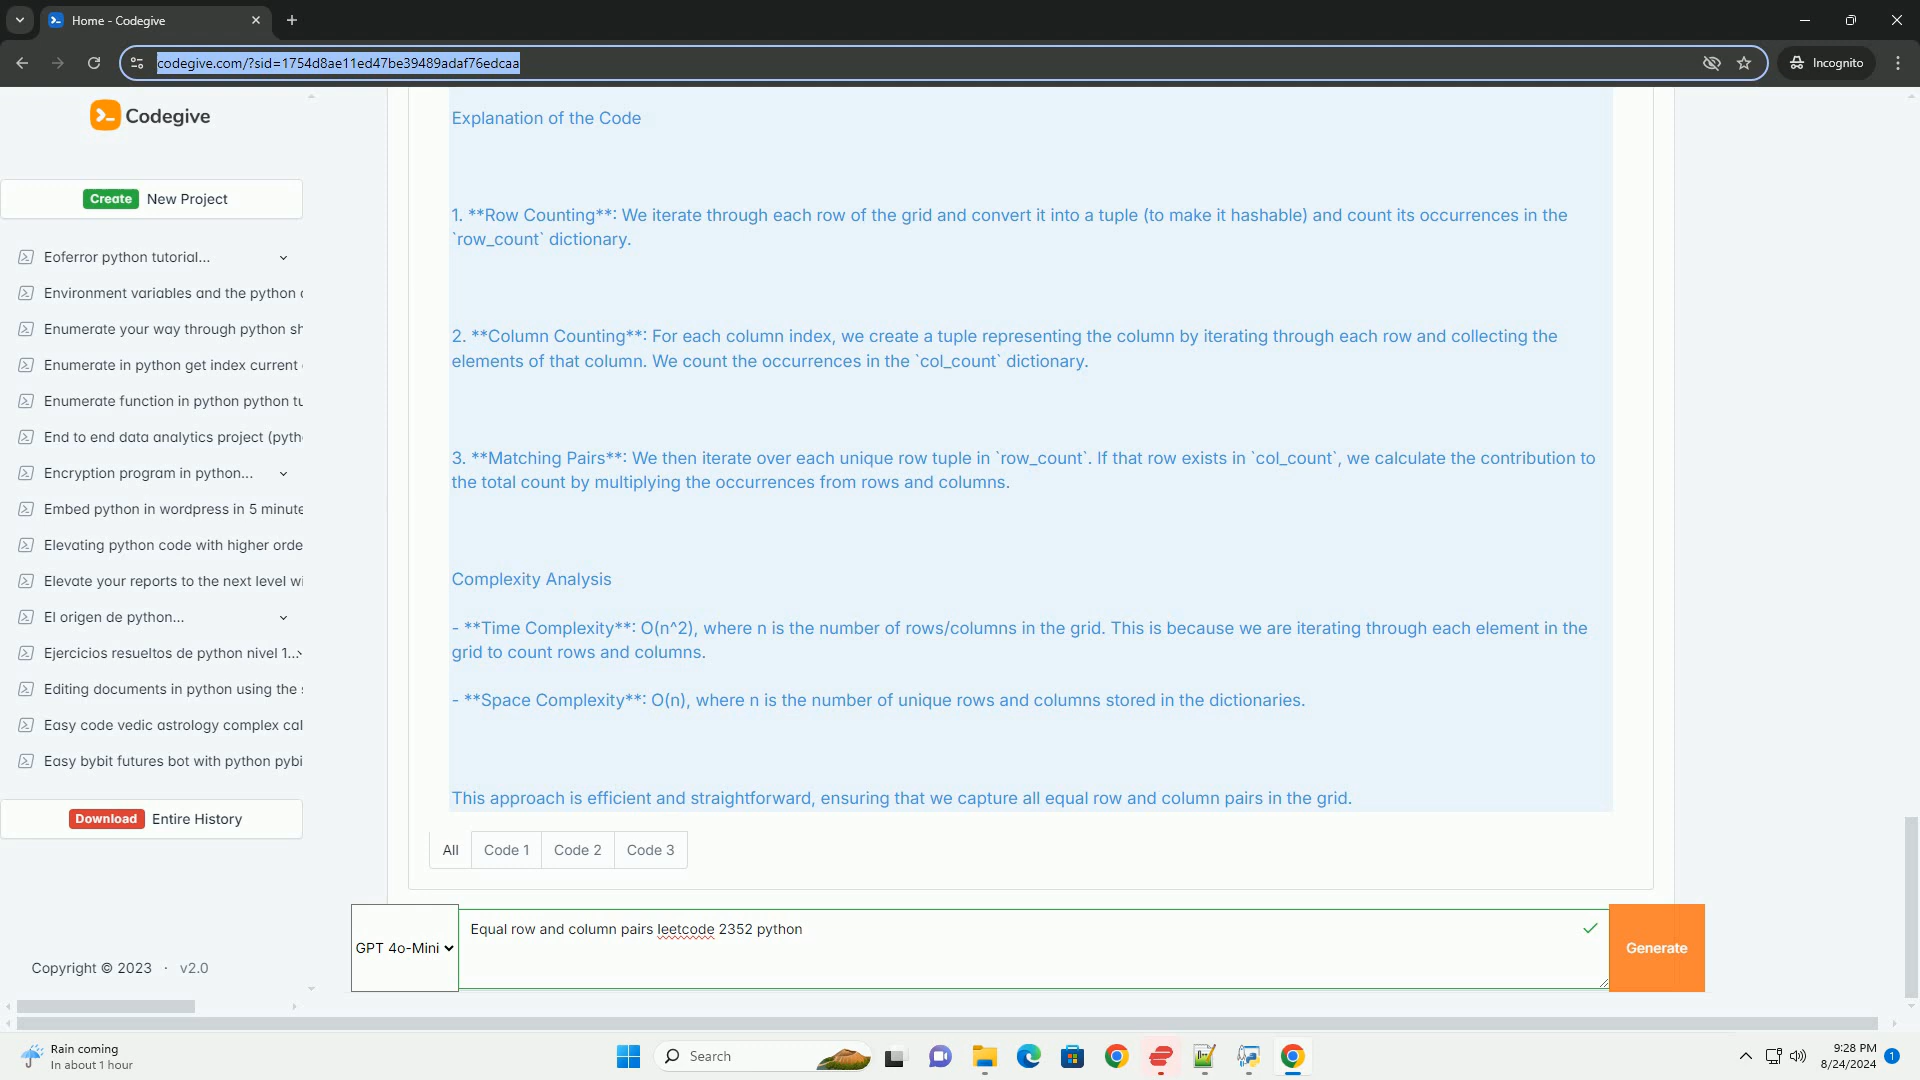 Home - Codegive
codegive.com/?sid=1754d8ae11ed47be39489adaf76edcaa
Incognito
Codegive
Create New Project
Eoferror python tutorial...
Environment variables and the python
Enumerate your way through python sh
Enumerate in python get index current
Enumerate function in python python tu
End to end data analytics project (pyth
Encryption program in python...
Embed python in wordpress in 5 minute
Elevating python code with higher orde
Elevate your reports to the next level wi
El origen de python...
Ejercicios resueltos de python nivel 1...
Editing documents in python using the
Easy code vedic astrology complex cal
Easy bybit futures bot with python pybi
Download Entire History
Copyright © 2023 · v2.0
Explanation of the Code
1. **Row Counting**: We iterate through each row of the grid and convert it into a tuple (to make it hashable) and count its occurrences in the
`row_count` dictionary.
2. **Column Counting**: For each column index, we create a tuple representing the column by iterating through each row and collecting the
elements of that column. We count the occurrences in the `col_count` dictionary.
3. **Matching Pairs**: We then iterate over each unique row tuple in `row_count`. If that row exists in `col_count`, we calculate the contribution to
the total count by multiplying the occurrences from rows and columns.
Complexity Analysis
- **Time Complexity**: O(n^2), where n is the number of rows/columns in the grid. This is because we are iterating through each element in the
grid to count rows and columns.
- **Space Complexity**: O(n), where n is the number of unique rows and columns stored in the dictionaries.
This approach is efficient and straightforward, ensuring that we capture all equal row and column pairs in the grid.
All Code 1 Code 2 Code 3
GPT 4o-Mini
Equal row and column pairs leetcode 2352 python
Generate
Rain coming
In about 1 hour
Search
9:28 PM
8/24/2024
1